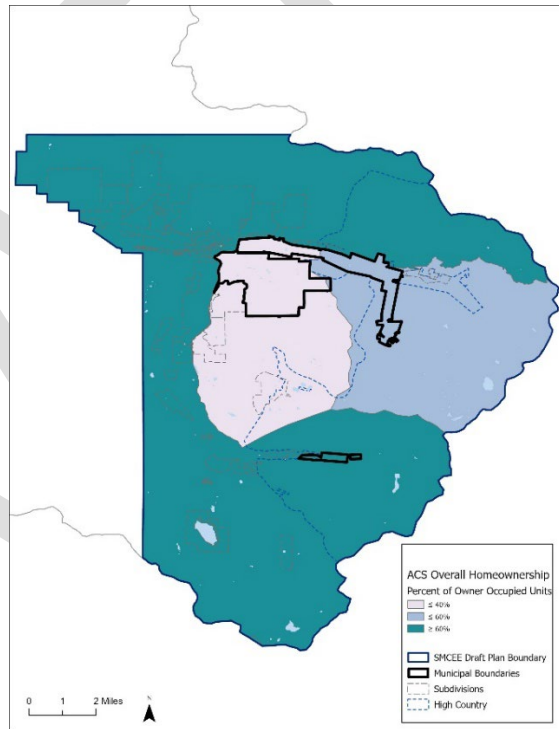 ACS Overall Homeownership
Percent of Owner Occupied Units
≤ 40%
≤ 60%
≥ 60%
SMCEE Draft Plan Boundary
Municipal Boundaries
Subdivisions
High Country
0 1 2 Miles
N